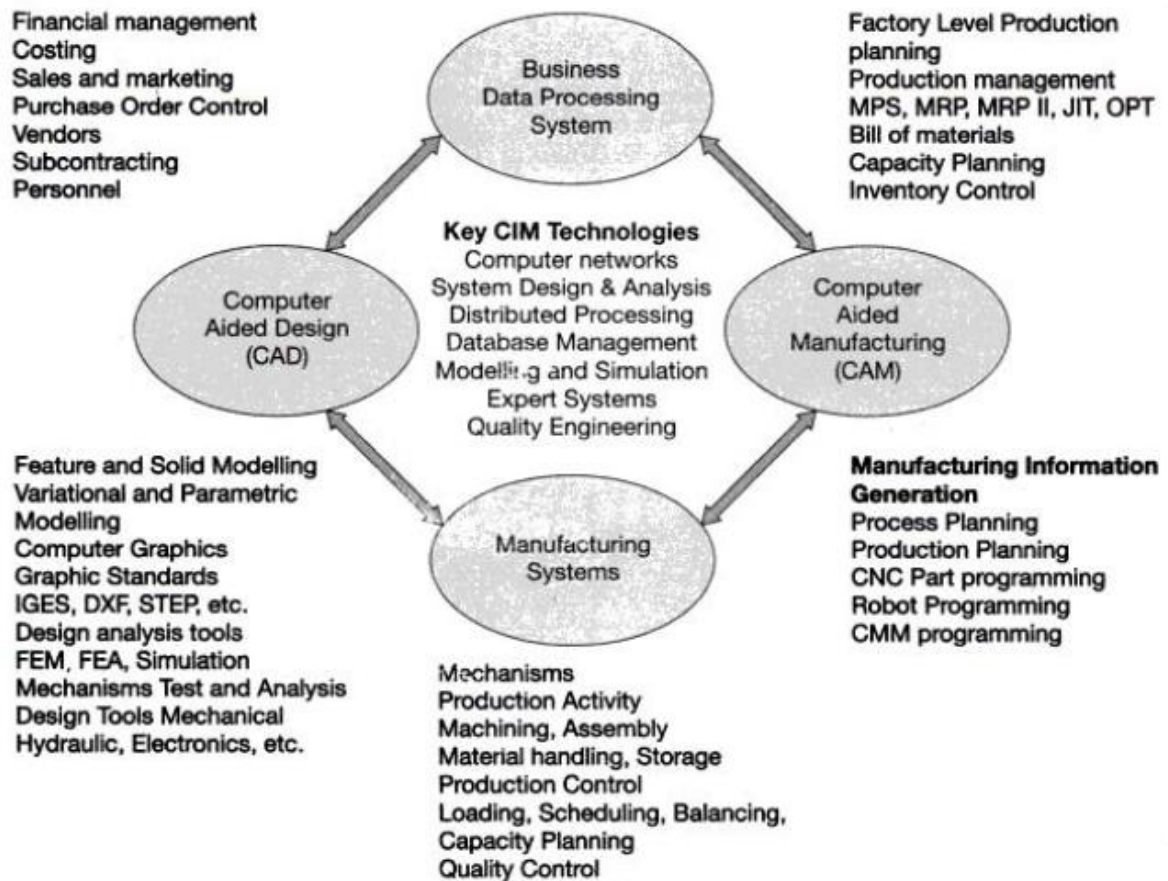 Financial management
Costing
Sales and marketing
Purchase Order Control
Vendors
Subcontracting
Personnel
Business
Data Processing
System
Factory Level Production
planning
Production management
MPS, MRP, MRP II, JIT, OPT
Bill of materials
Capacity Planning
Inventory Control
Computer
Aided Design
(CAD)
Key CIM Technologies
Computer networks
System Design & Analysis
Distributed Processing
Database Management
Modelling and Simulation
Expert Systems
Quality Engineering
Computer
Aided
Manufacturing
(CAM)
Feature and Solid Modelling
Variational and Parametric
Modelling
Computer Graphics
Graphic Standards
IGES, DXF, STEP, etc.
Design analysis tools
FEM, FEA, Simulation
Mechanisms Test and Analysis
Design Tools Mechanical
Hydraulic, Electronics, etc.
Manufacturing
Systems
Manufacturing Information
Generation
Process Planning
Production Planning
CNC Part programming
Robot Programming
CMM programming
Mechanisms
Production Activity
Machining, Assembly
Material handling, Storage
Production Control
Loading, Scheduling, Balancing,
Capacity Planning
Quality Control